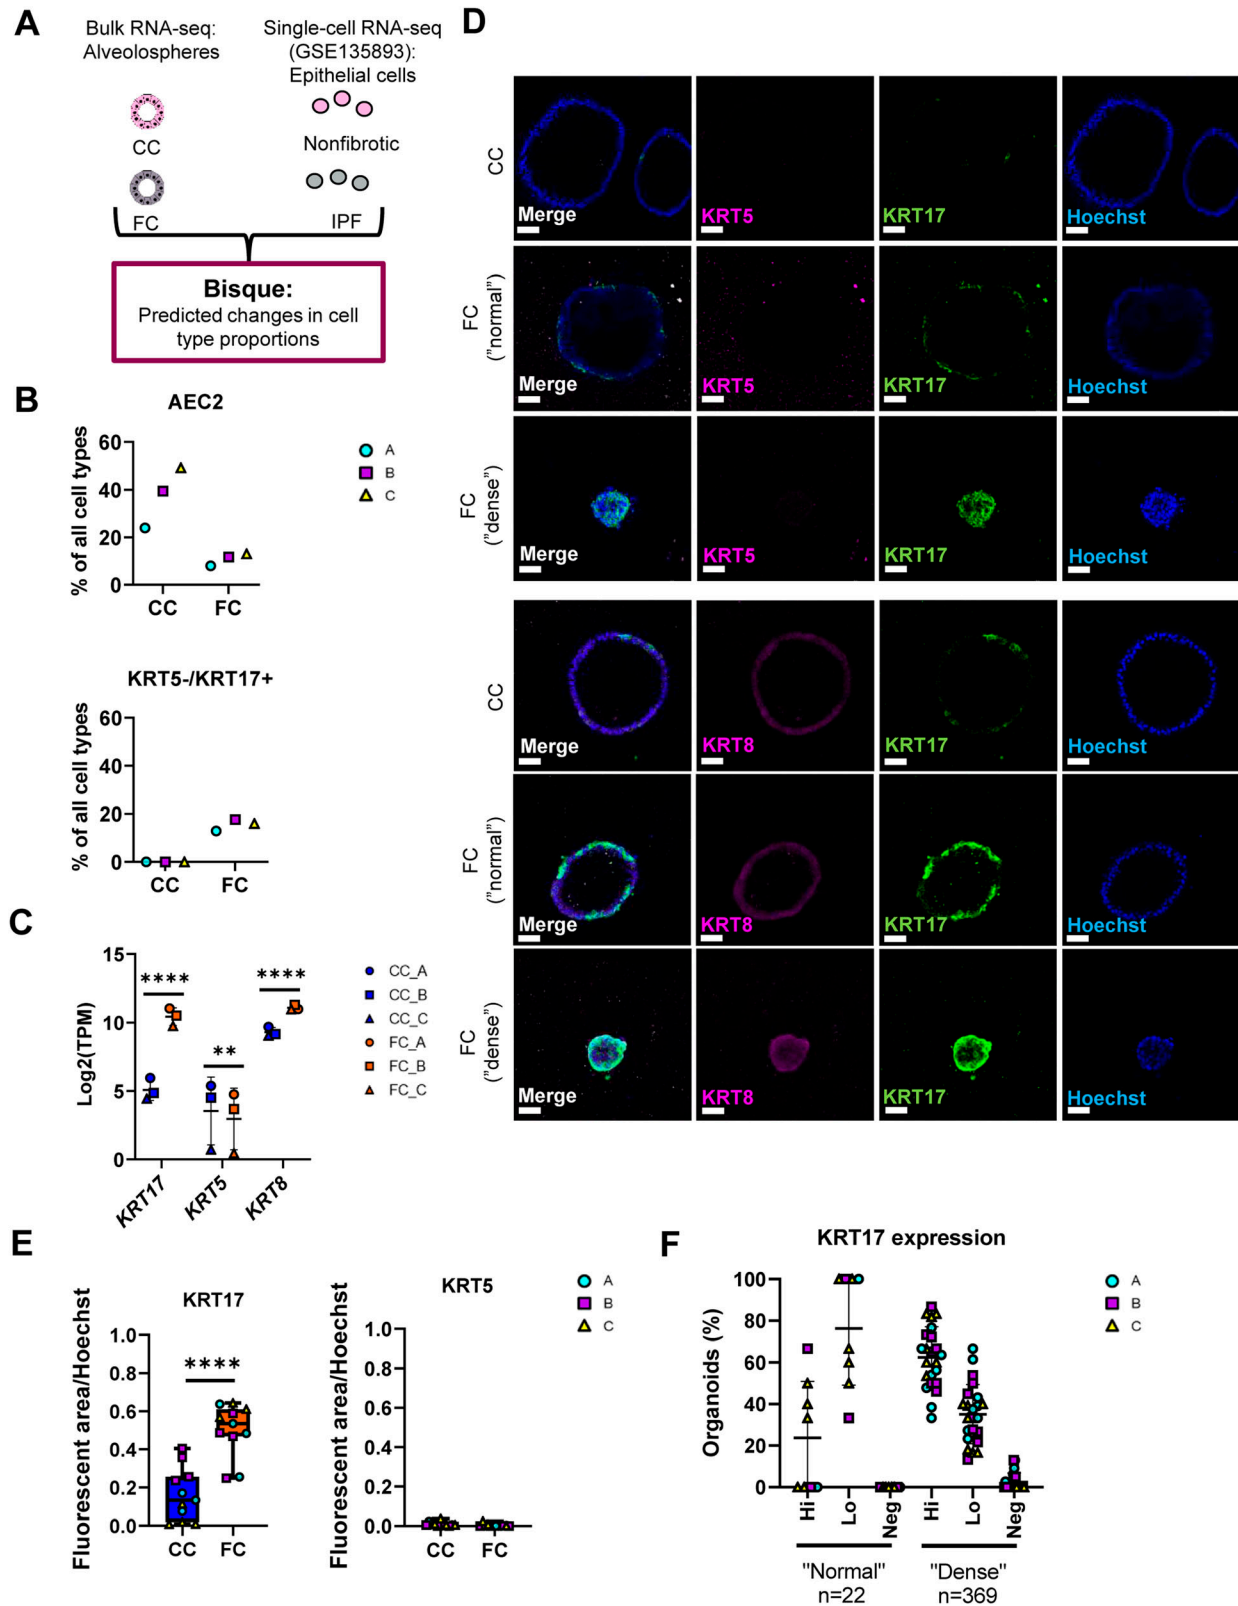 A
Bulk RNA-seq:
Alveolospheres
Single-cell RNA-seq
(GSE135893):
Epithelial cells
CC
Nonfibrotic
FC
IPF
Bisque:
Predicted changes in cell
type proportions
B
AEC2
% of all cell types
60
40
20
0
CC
FC
A
B
C
KRT5-/KRT17+
% of all cell types
60
40
20
0
CC
FC
C
Log2(TPM)
15
10
5
0
****
**
****
KRT17
KRT5
KRT8
CC_A
CC_B
CC_C
FC_A
FC_B
FC_C
D
CC
Merge
KRT5
KRT17
Hoechst
FC
("normal")
Merge
KRT5
KRT17
Hoechst
FC
("dense")
Merge
KRT5
KRT17
Hoechst
CC
Merge
KRT8
KRT17
Hoechst
FC
("normal")
Merge
KRT8
KRT17
Hoechst
FC
("dense")
Merge
KRT8
KRT17
Hoechst
E
KRT17
Fluorescent area/Hoechst
1.0
0.8
0.6
0.4
0.2
0.0
****
CC
FC
KRT5
Fluorescent area/Hoechst
1.0
0.8
0.6
0.4
0.2
0.0
CC
FC
A
B
C
F
KRT17 expression
Organoids (%)
100
80
60
40
20
0
Hi
Lo
Neg
Hi
Lo
Neg
"Normal"
n=22
"Dense"
n=369
A
B
C